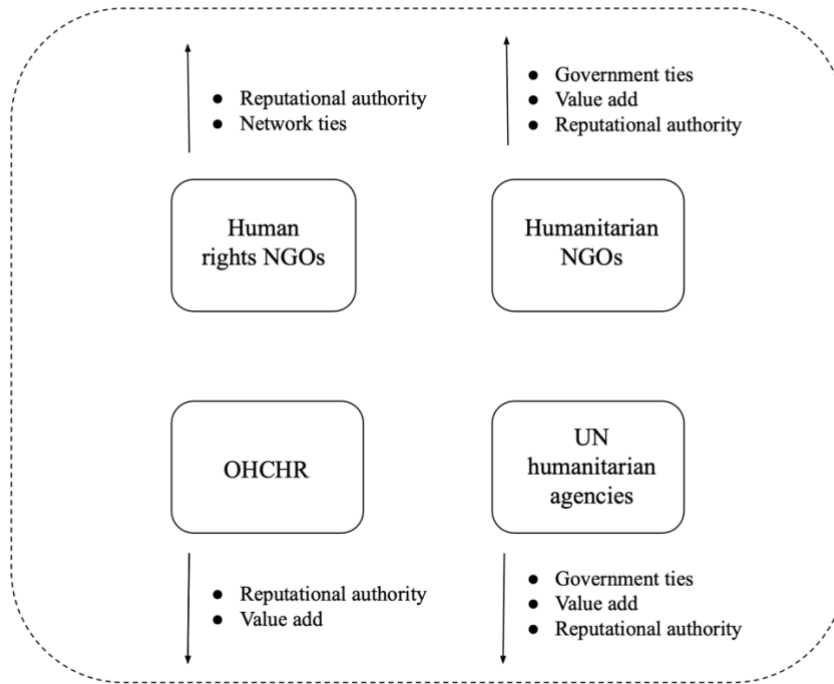 ● Reputational authority
● Network ties
● Government ties
● Value add
● Reputational authority
Human
rights NGOs
Humanitarian
NGOs
OHCHR
UN
humanitarian
agencies
● Reputational authority
● Value add
● Government ties
● Value add
● Reputational authority